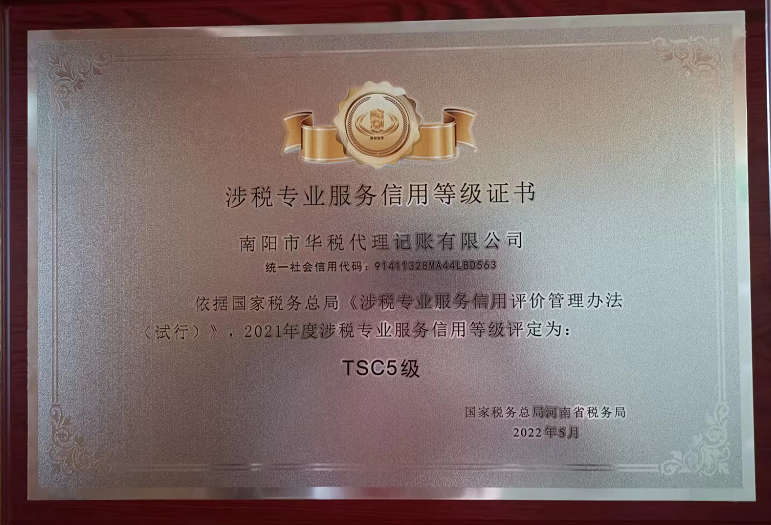 涉税专业服务信用等级证书
南阳市华税代理记账有限公司
统一社会信用代码：91411328MA44LBD563
依据国家税务总局《涉税专业服务信用评价管理办法
（试行）》，2021年度涉税专业服务信用等级评定为：
TSC5级
国家税务总局河南省税务局
2022年5月